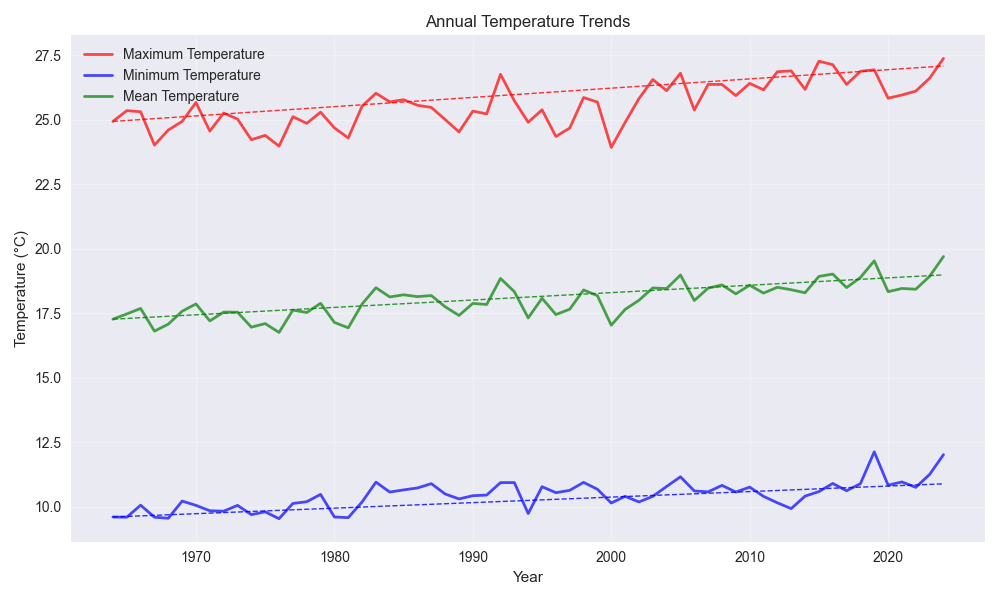 Annual Temperature Trends
Maximum Temperature
Minimum Temperature
Mean Temperature
Temperature (°C)
27.5
25.0
22.5
20.0
17.5
15.0
12.5
10.0
1970 1980 1990 2000 2010 2020
Year